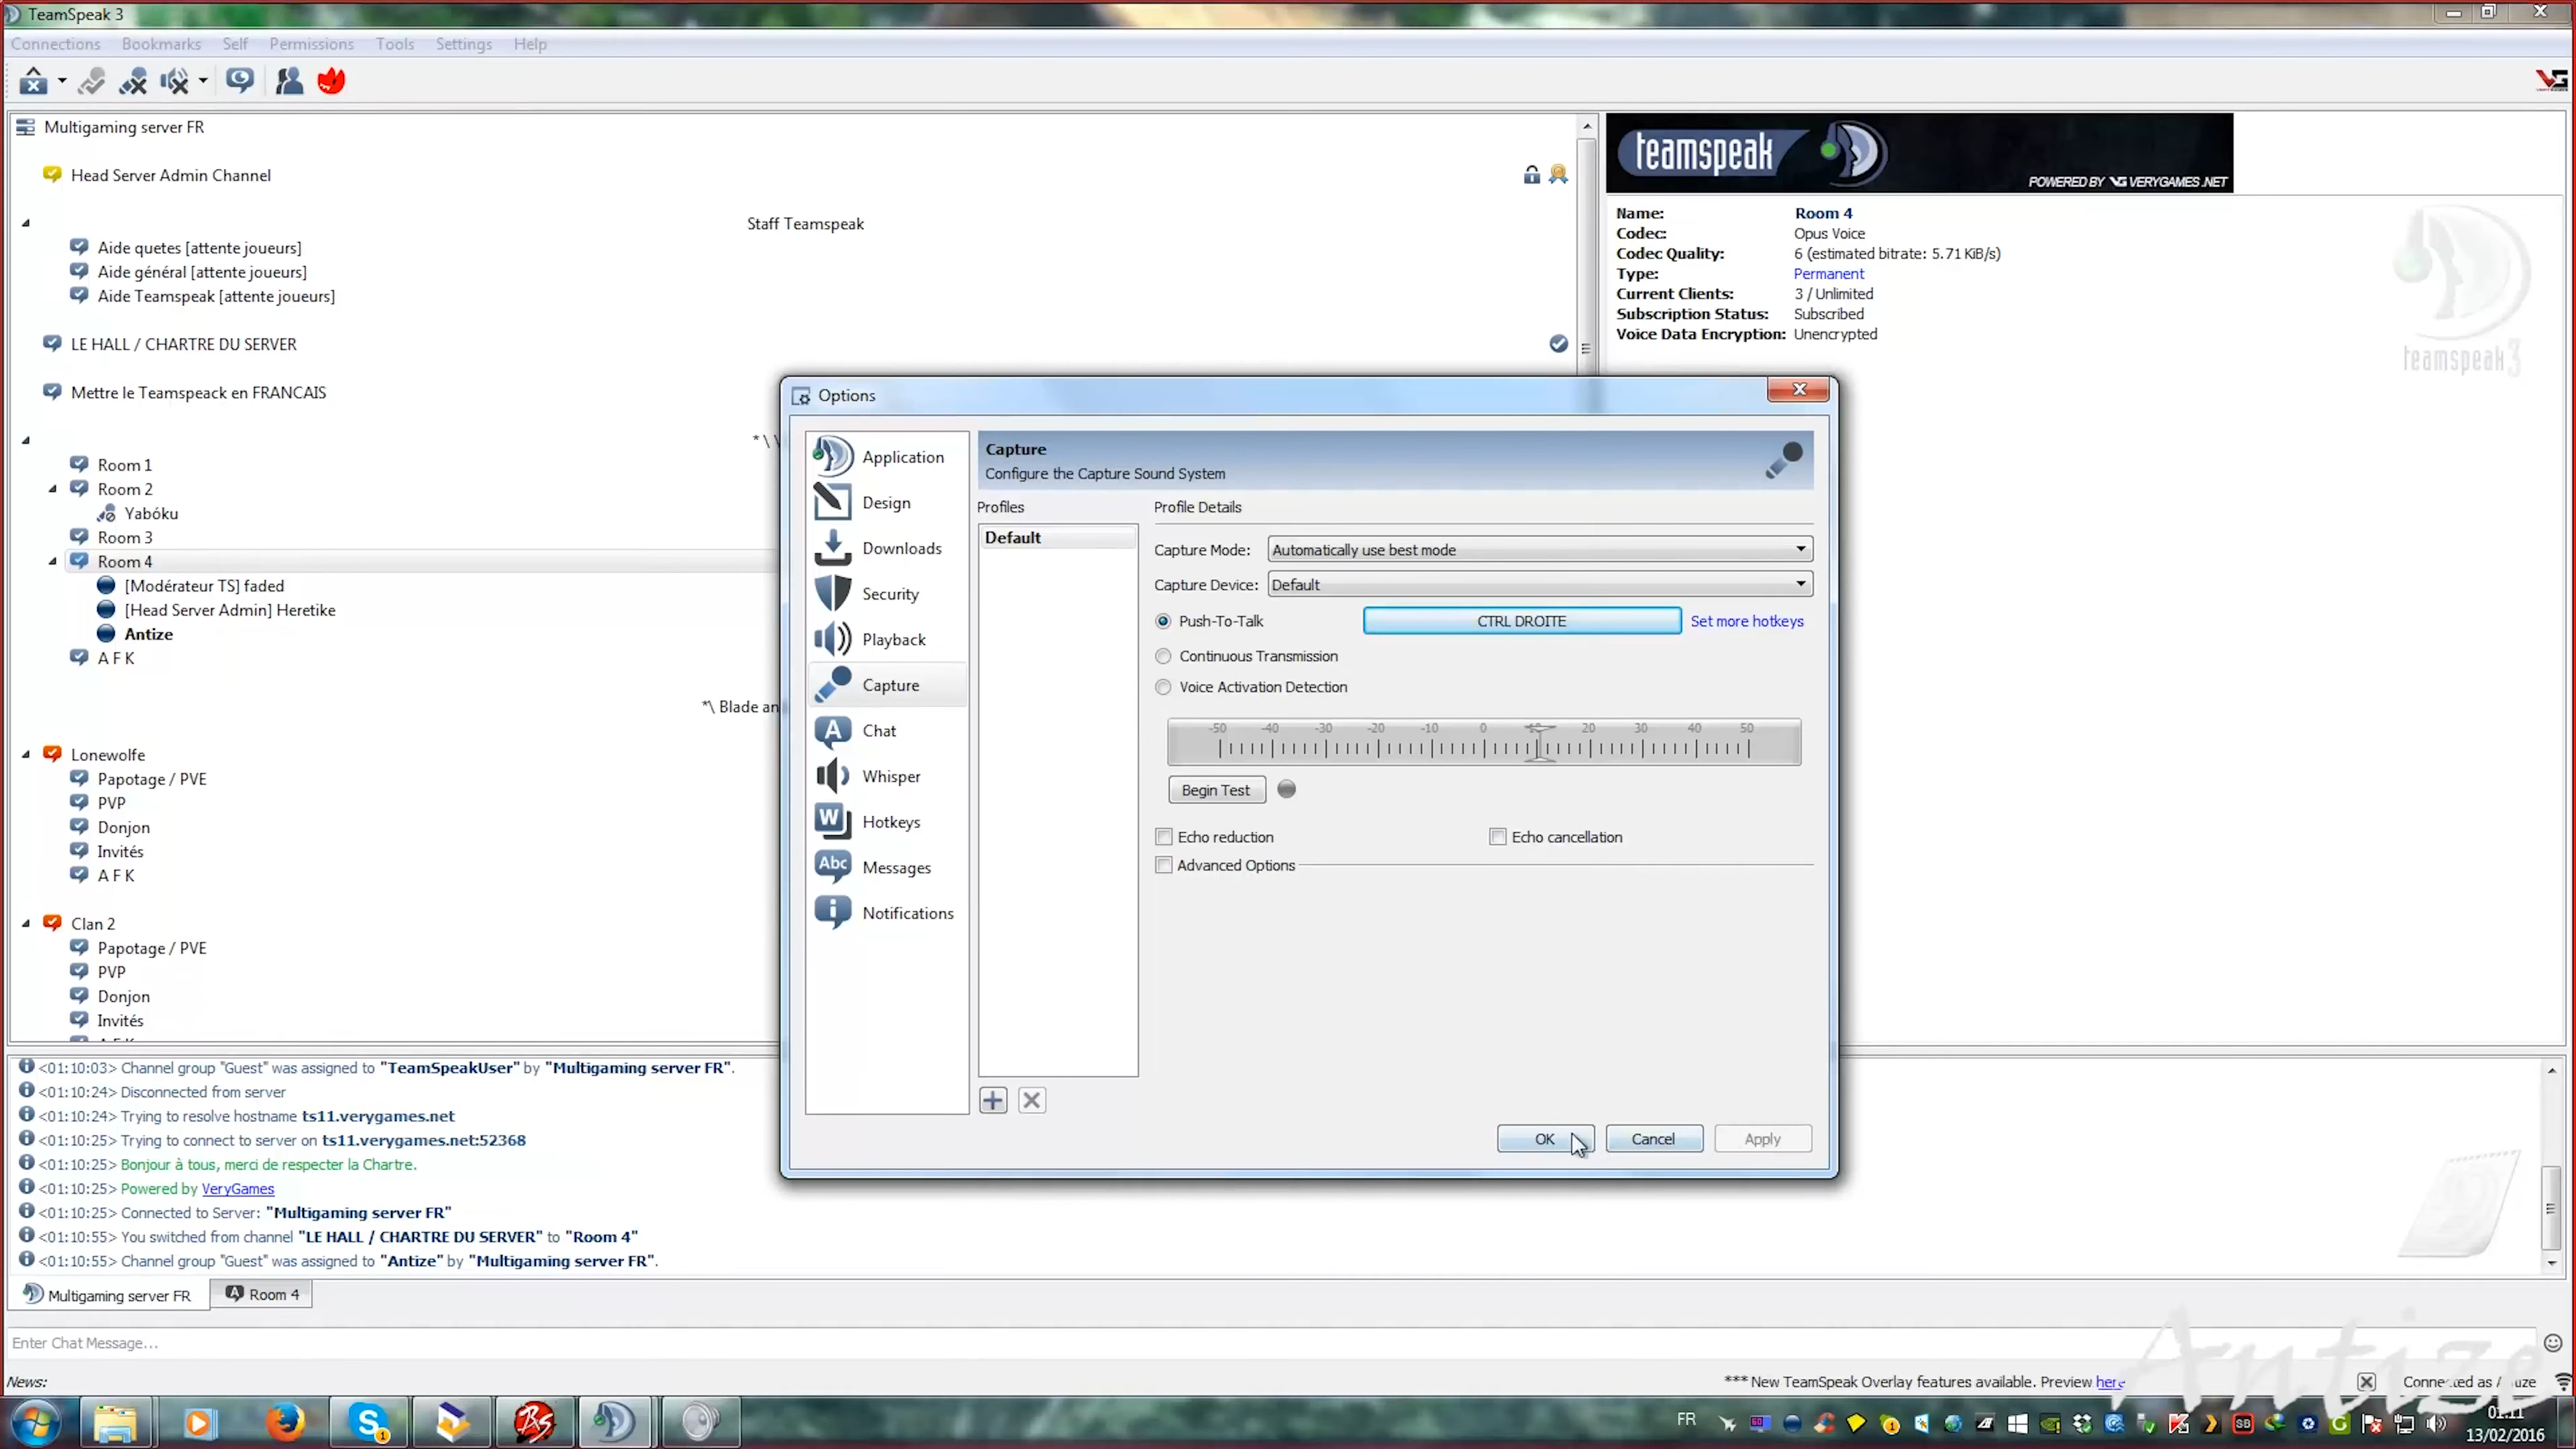 TeamSpeak 3
Connections Bookmarks Self Permissions Tools Settings Help
Multigaming server FR
Head Server Admin Channel
Staff Teamspeak
Aide quetes [attente joueurs]
Aide général [attente joueurs]
Aide Teamspeak [attente joueurs]
LE HALL / CHARTRE DU SERVER
Mettre le Teamspeack en FRANCAIS
*\
Room 1
Room 2
Yabóku
Room 3
Room 4
[Modérateur TS] faded
[Head Server Admin] Heretike
Antize
A F K
*\ Blade an
Lonewolfe
Papotage / PVE
PVP
Donjon
Invités
A F K
Clan 2
Papotage / PVE
PVP
Donjon
Invités
teamspeak
POWERED BY VG VERYGAMES.NET
Name: Room 4
Codec: Opus Voice
Codec Quality: 6 (estimated bitrate: 5.71 KiB/s)
Type: Permanent
Current Clients: 3 / Unlimited
Subscription Status: Subscribed
Voice Data Encryption: Unencrypted
teamspeak 3
Options
Application
Design
Downloads
Security
Playback
Capture
Chat
Whisper
Hotkeys
Messages
Notifications
Capture
Configure the Capture Sound System
Profiles
Default
Profile Details
Capture Mode: Automatically use best mode
Capture Device: Default
Push-To-Talk CTRL DROITE Set more hotkeys
Continuous Transmission
Voice Activation Detection
-50 -40 -30 -20 -10 0 10 20 30 40 50
Begin Test
Echo reduction Echo cancellation
Advanced Options
OK Cancel Apply
<01:10:03> Channel group "Guest" was assigned to "TeamSpeakUser" by "Multigaming server FR".
<01:10:24> Disconnected from server
<01:10:24> Trying to resolve hostname ts11.verygames.net
<01:10:25> Trying to connect to server on ts11.verygames.net:52368
<01:10:25> Bonjour à tous, merci de respecter la Chartre.
<01:10:25> Powered by VeryGames
<01:10:25> Connected to Server: "Multigaming server FR"
<01:10:55> You switched from channel "LE HALL / CHARTRE DU SERVER" to "Room 4"
<01:10:55> Channel group "Guest" was assigned to "Antize" by "Multigaming server FR".
Multigaming server FR Room 4
Enter Chat Message...
News: *** New TeamSpeak Overlay features available. Preview here Connected as Antize
Antize
FR
01:11
13/02/2016